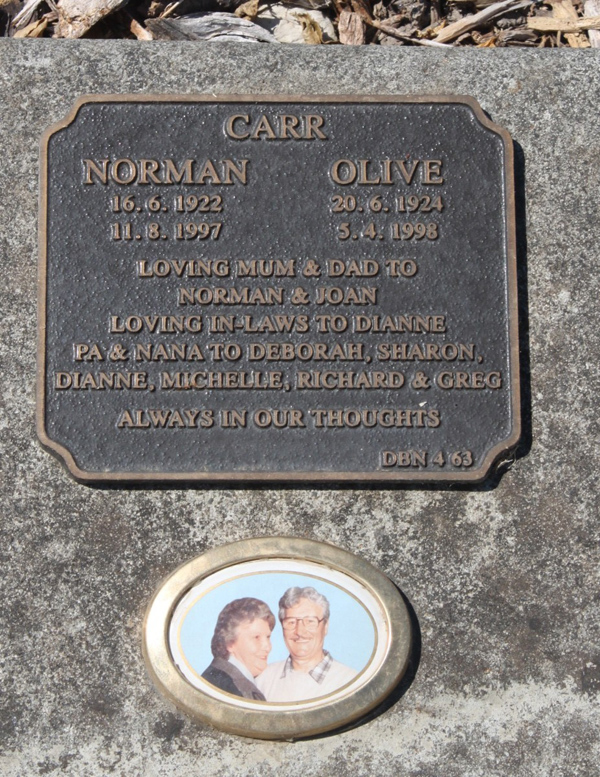 CARR
NORMAN OLIVE
16.6.1922 20.6.1924
11.8.1997 5.4.1998
LOVING MUM & DAD TO
NORMAN & JOAN
LOVING IN-LAWS TO DIANNE
PA & NANA TO DEBORAH, SHARON,
DIANNE, MICHELLE, RICHARD & GREG
ALWAYS IN OUR THOUGHTS
DBN 4 63